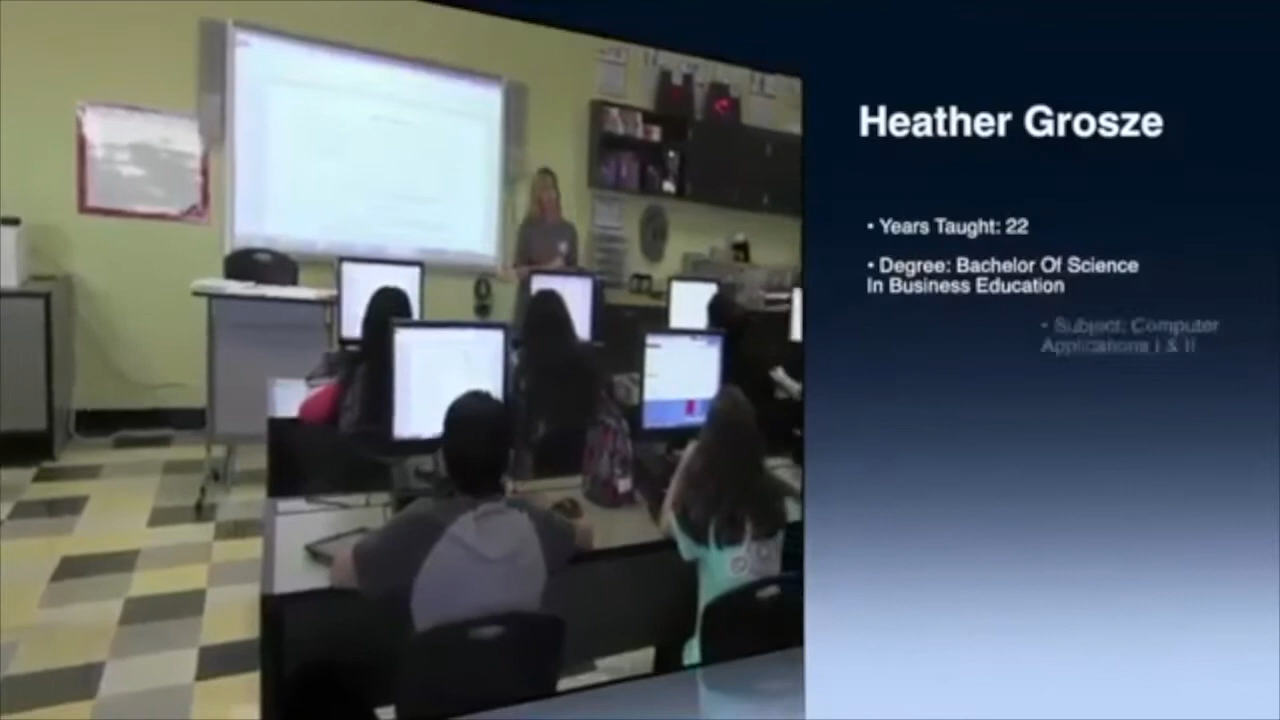 Heather Grosze
• Years Taught: 22
• Degree: Bachelor Of Science
In Business Education
• Subject: Computer
Applications I & II